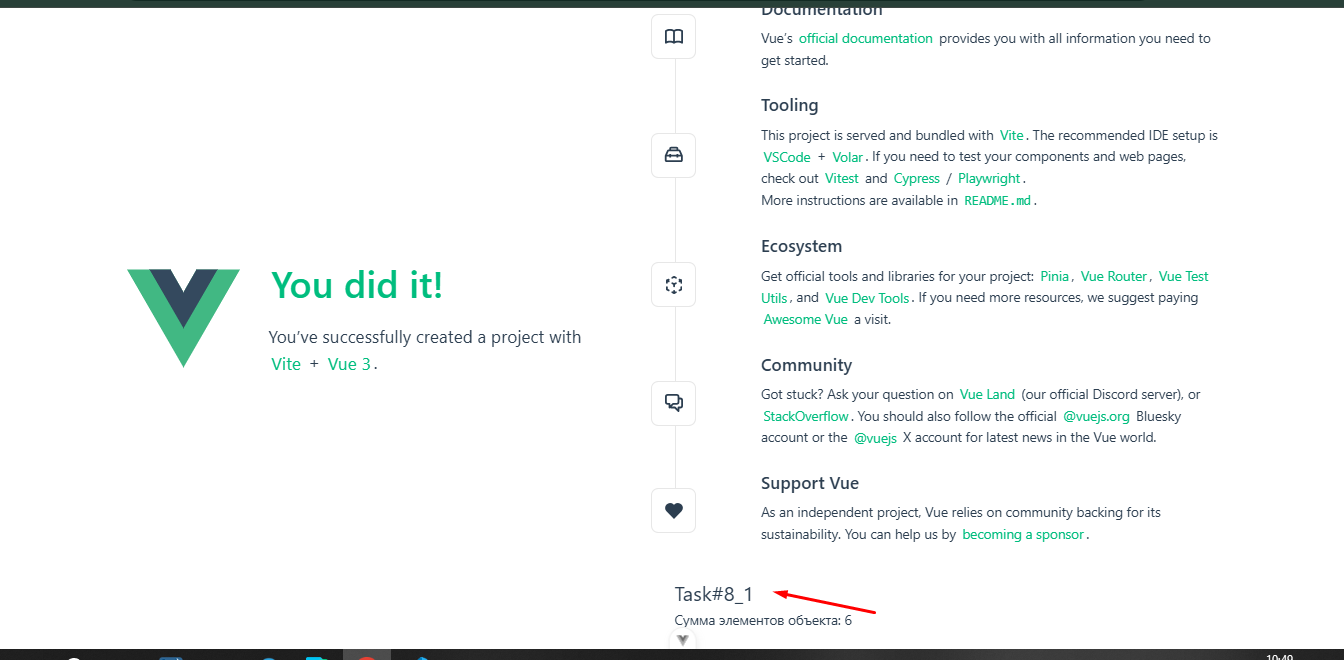 Documentation
Vue’s official documentation provides you with all information you need to
get started.
Tooling
This project is served and bundled with Vite. The recommended IDE setup is
VSCode + Volar. If you need to test your components and web pages,
check out Vitest and Cypress / Playwright.
More instructions are available in README.md.
Ecosystem
Get official tools and libraries for your project: Pinia, Vue Router, Vue Test
Utils, and Vue Dev Tools. If you need more resources, we suggest paying
Awesome Vue a visit.
You did it!
You’ve successfully created a project with
Vite + Vue 3.
Community
Got stuck? Ask your question on Vue Land (our official Discord server), or
StackOverflow. You should also follow the official @vuejs.org Bluesky
account or the @vuejs X account for latest news in the Vue world.
Support Vue
As an independent project, Vue relies on community backing for its
sustainability. You can help us by becoming a sponsor.
Task#8_1
Сумма элементов объекта: 6
10:49